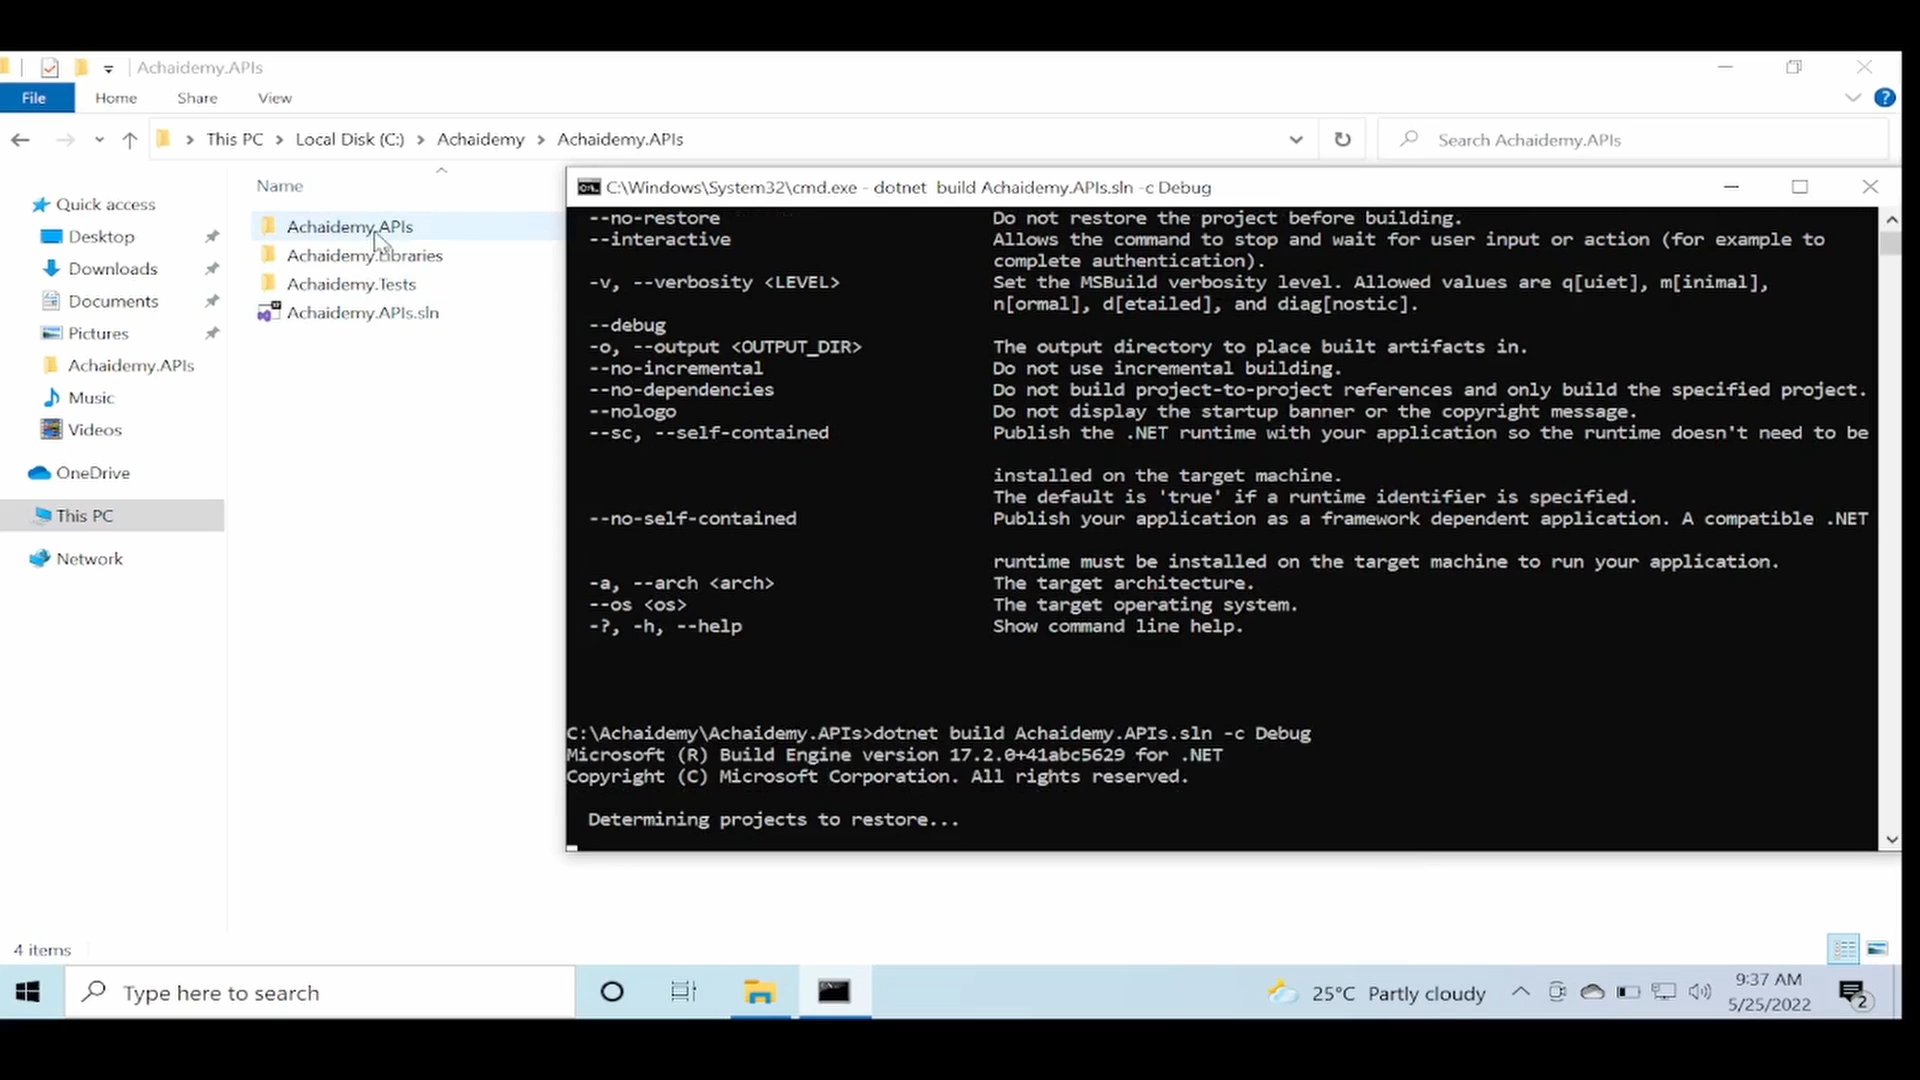 Achaidemy.APIs
File Home Share View
This PC Local Disk (C:) Achaidemy Achaidemy.APIs
Search Achaidemy.APIs
Quick access
Desktop
Downloads
Documents
Pictures
Achaidemy.APIs
Music
Videos
OneDrive
This PC
Network
Name
Achaidemy.APIs
Achaidemy.Libraries
Achaidemy.Tests
Achaidemy.APIs.sln
C:\Windows\System32\cmd.exe - dotnet  build Achaidemy.APIs.sln -c Debug
--no-restore Do not restore the project before building.
--interactive Allows the command to stop and wait for user input or action (for example to
complete authentication).
-v, --verbosity <LEVEL> Set the MSBuild verbosity level. Allowed values are q[uiet], m[inimal],
n[ormal], d[etailed], and diag[nostic].
--debug
-o, --output <OUTPUT_DIR> The output directory to place built artifacts in.
--no-incremental Do not use incremental building.
--no-dependencies Do not build project-to-project references and only build the specified project.
--nologo Do not display the startup banner or the copyright message.
--sc, --self-contained Publish the .NET runtime with your application so the runtime doesn't need to be
installed on the target machine.
The default is 'true' if a runtime identifier is specified.
--no-self-contained Publish your application as a framework dependent application. A compatible .NET
runtime must be installed on the target machine to run your application.
-a, --arch <arch> The target architecture.
--os <os> The target operating system.
-?, -h, --help Show command line help.
C:\Achaidemy\Achaidemy.APIs>dotnet build Achaidemy.APIs.sln -c Debug
Microsoft (R) Build Engine version 17.2.0+41abc5629 for .NET
Copyright (C) Microsoft Corporation. All rights reserved.
Determining projects to restore...
4 items
Type here to search
25°C Partly cloudy
9:37 AM
5/25/2022
2